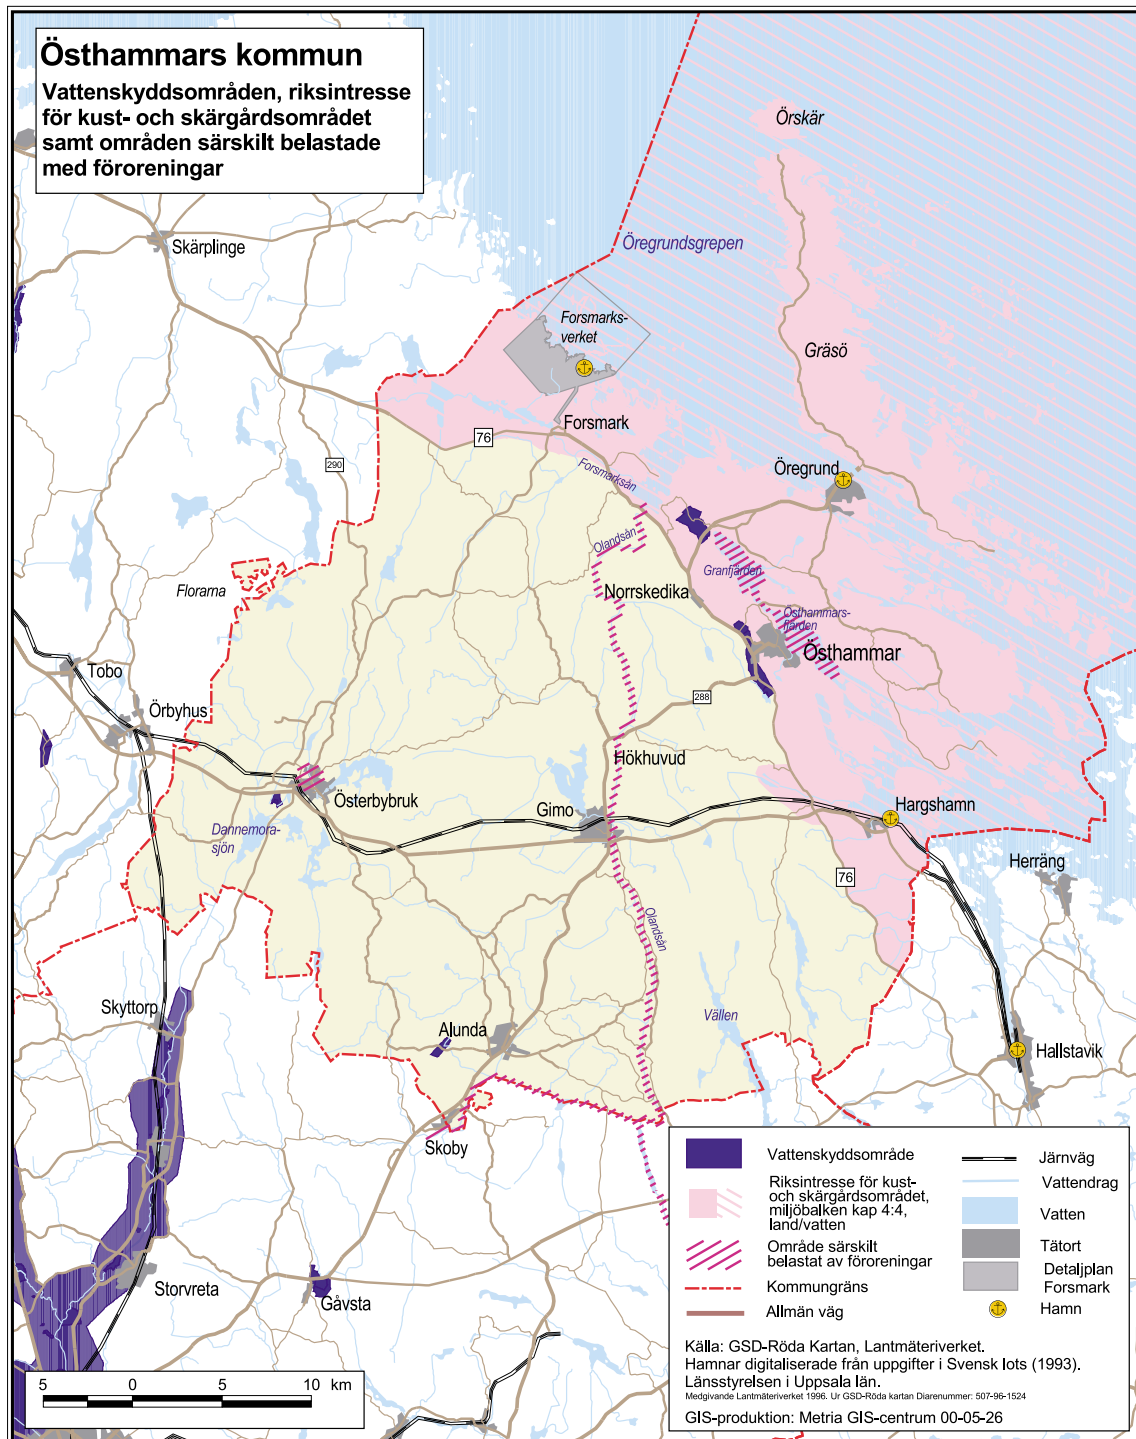 Östhammars kommun
Vattenskyddsområden, riksintresse
för kust- och skärgårdsområdet
samt områden särskilt belastade
med föroreningar
Örskär
Skärplinge
Öregrundsgrepen
Forsmarks-
verket
Gräsö
Forsmark
76
290
Öregrund
Forsmarksån
Olandsån
Granfjärden
Florarna
Norrskedika
Östhammars-
fjärden
Östhammar
Tobo
288
Örbyhus
Hökhuvud
Österbybruk
Gimo
Hargshamn
Dannemora-
sjön
76
Herräng
Olandsån
Skyttorp
Vällen
Alunda
Hallstavik
Skoby
Storvreta
Gåvsta
Vattenskyddsområde
Riksintresse för kust-
och skärgårdsområdet,
miljöbalken kap 4:4,
land/vatten
Område särskilt
belastat av föroreningar
Kommungräns
Allmän väg
Järnväg
Vattendrag
Vatten
Tätort
Detaljplan
Forsmark
Hamn
Källa: GSD-Röda Kartan, Lantmäteriverket.
Hamnar digitaliserade från uppgifter i Svensk lots (1993).
Länsstyrelsen i Uppsala län.
Medgivande Lantmäteriverket 1996. Ur GSD-Röda kartan Diarenummer: 507-96-1524
GIS-produktion: Metria GIS-centrum 00-05-26
5 0 5 10 km